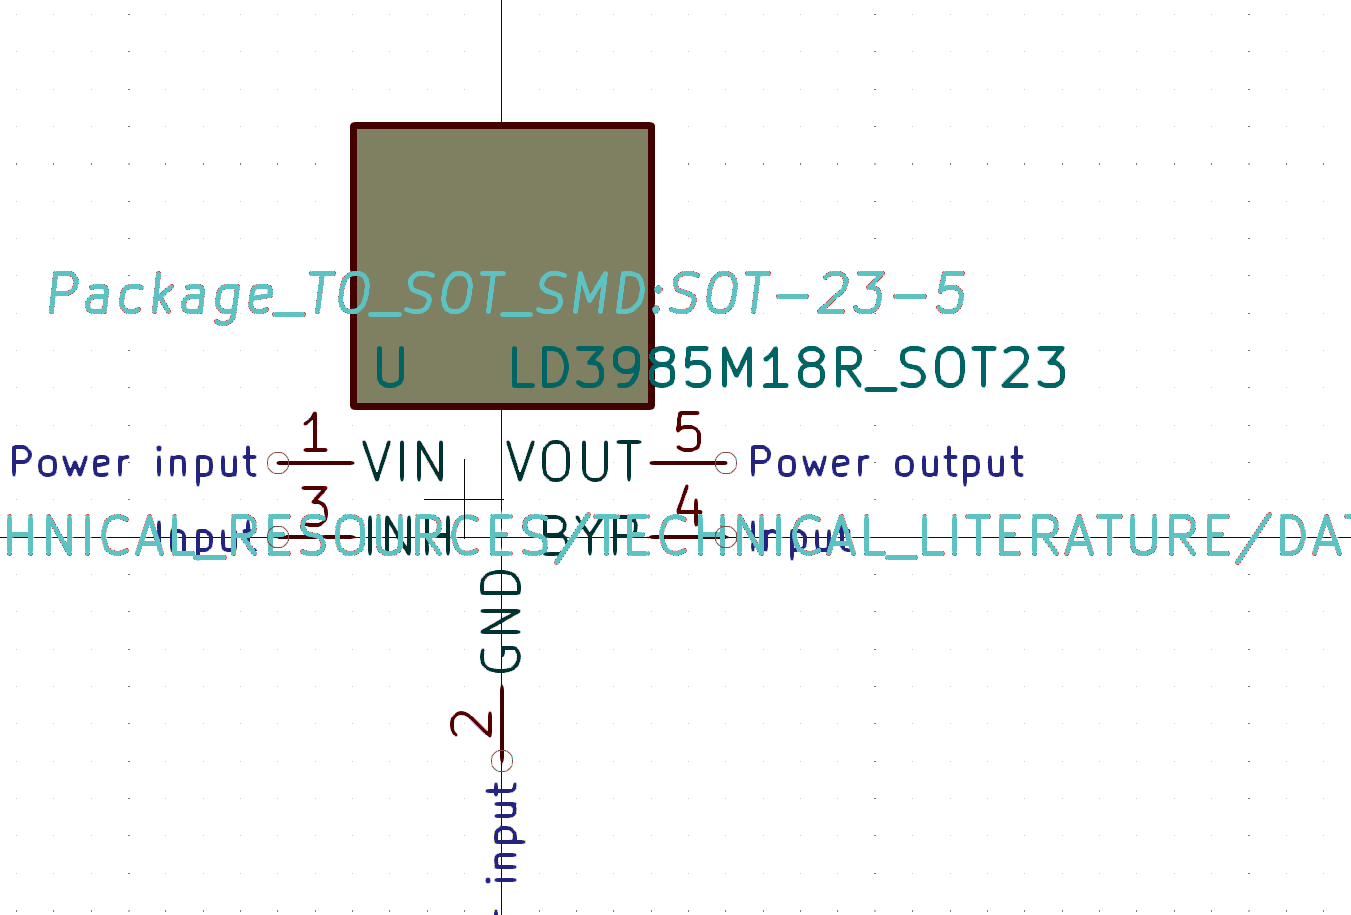 Package_TO_SOT_SMD:SOT-23-5
U LD3985M18R_SOT23
1 5
Power input VIN VOUT Power output
3 4
Input INH BYP Input
HNICAL_RESOURCES/TECHNICAL_LITERATURE/DA
GND
2
input